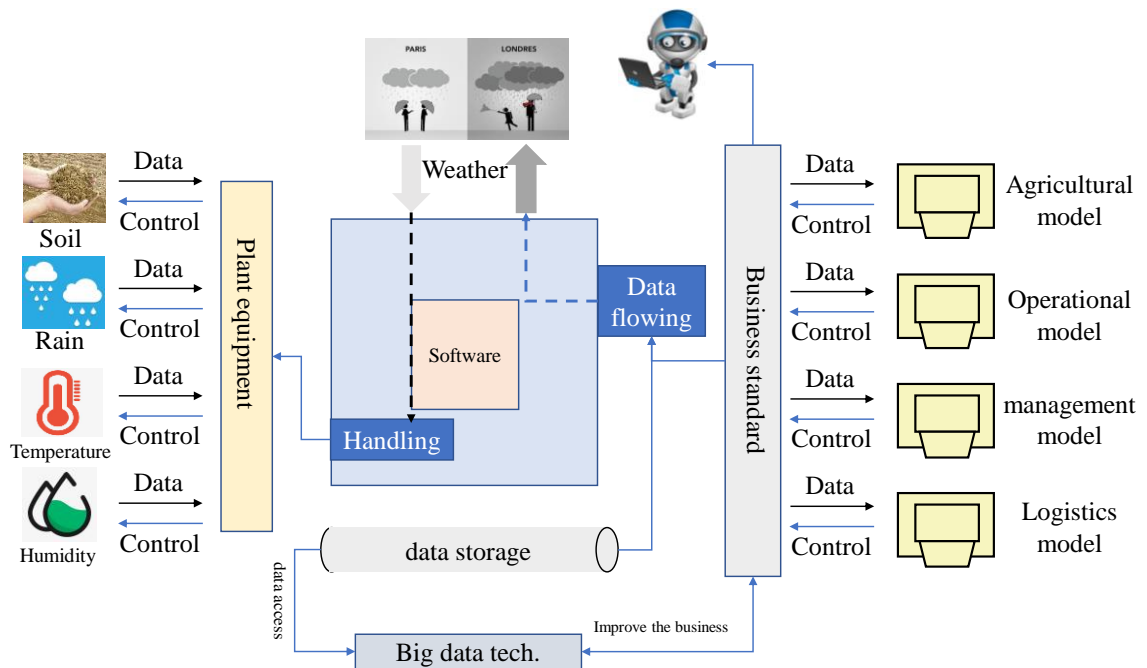 PARIS
LONDRES
Weather
Data
Control
Soil
Data
Control
Rain
Data
Control
Temperature
Data
Control
Humidity
Plant equipment
Software
Handling
Data
flowing
Business standard
Data
Control
Agricultural
model
Data
Control
Operational
model
Data
Control
management
model
Data
Control
Logistics
model
data storage
data access
Big data tech.
Improve the business